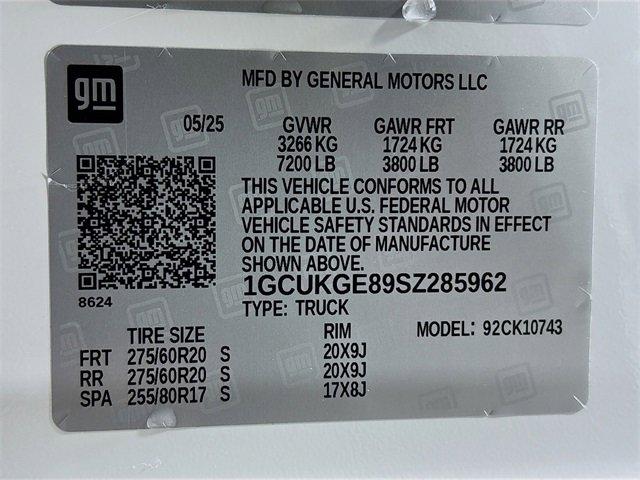 gm
MFD BY GENERAL MOTORS LLC
05/25 GVWR GAWR FRT GAWR RR
3266 KG 1724 KG 1724 KG
7200 LB 3800 LB 3800 LB
THIS VEHICLE CONFORMS TO ALL
APPLICABLE U.S. FEDERAL MOTOR
VEHICLE SAFETY STANDARDS IN EFFECT
ON THE DATE OF MANUFACTURE
SHOWN ABOVE.
1GCUKGE89SZ285962
8624
TYPE: TRUCK
TIRE SIZE RIM MODEL: 92CK10743
FRT 275/60R20 S 20X9J
RR 275/60R20 S 20X9J
SPA 255/80R17 S 17X8J